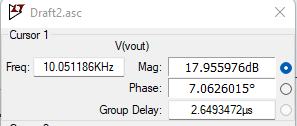 Draft2.asc
Cursor 1
V(vout)
Freq: 10.051186KHz Mag: 17.955976dB
Phase: 7.0626015°
Group Delay: 2.6493472µs